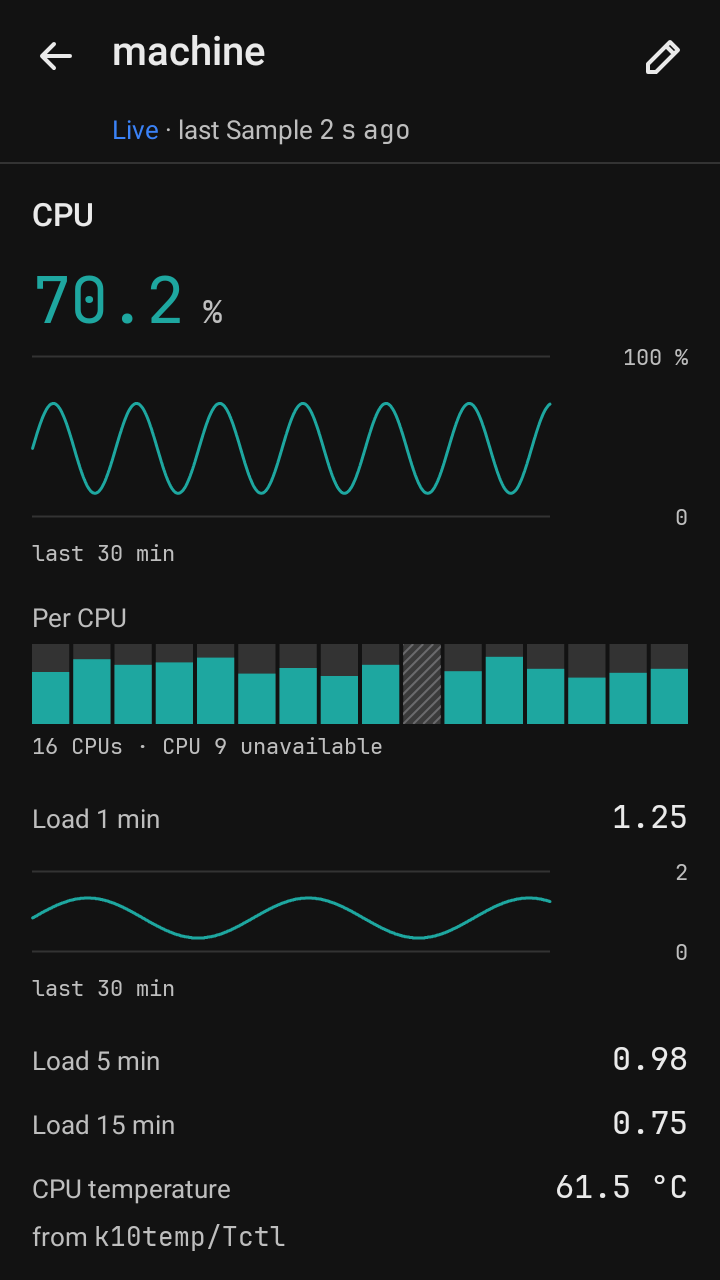 machine
Live · last Sample 2 s ago
CPU
70.2 %
100 %
0
last 30 min
Per CPU
16 CPUs · CPU 9 unavailable
Load 1 min 1.25
2
0
last 30 min
Load 5 min 0.98
Load 15 min 0.75
CPU temperature 61.5 °C
from k10temp/Tctl